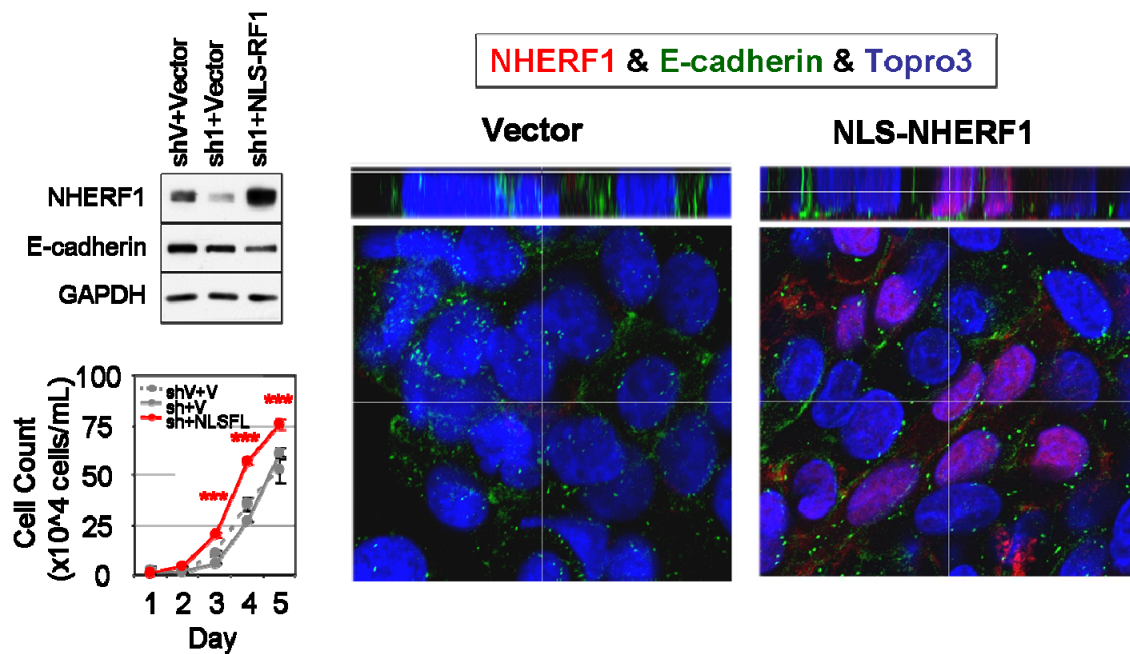 shV+Vector
sh1+Vector
sh1+NLS-RF1
NHERF1
E-cadherin
GAPDH
NHERF1 & E-cadherin & Topro3
Vector
NLS-NHERF1
Cell Count
(x10^4 cells/mL)
100
75
50
25
0
shV+V
sh+V
sh+NLSFL
***
***
***
1 2 3 4 5
Day